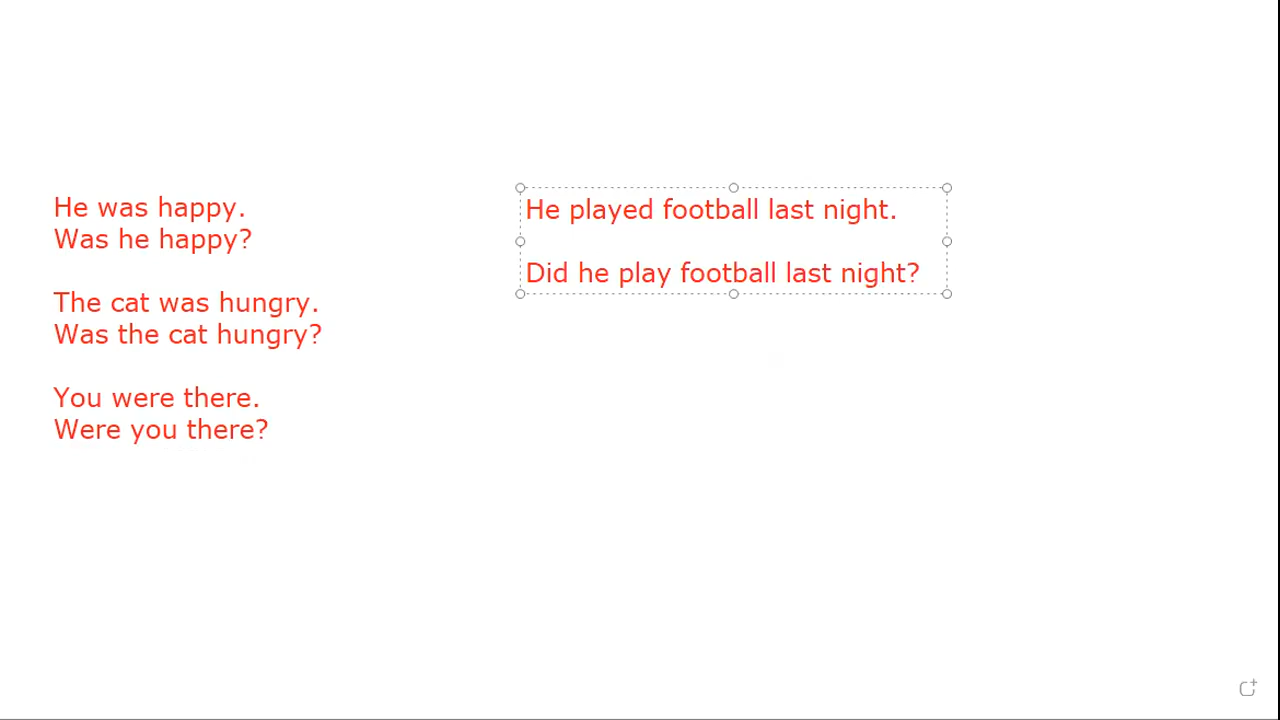 He was happy.
Was he happy?
The cat was hungry.
Was the cat hungry?
You were there.
Were you there?
He played football last night.
Did he play football last night?